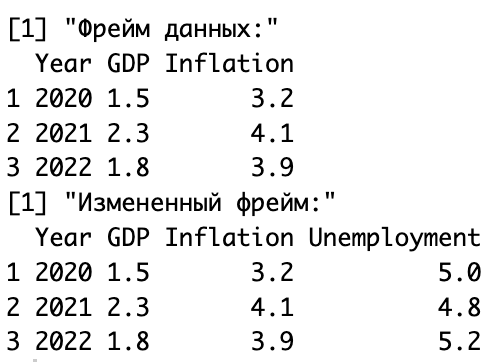 [1] "Фрейм данных:"
  Year GDP Inflation
1 2020 1.5       3.2
2 2021 2.3       4.1
3 2022 1.8       3.9
[1] "Измененный фрейм:"
  Year GDP Inflation Unemployment
1 2020 1.5       3.2          5.0
2 2021 2.3       4.1          4.8
3 2022 1.8       3.9          5.2